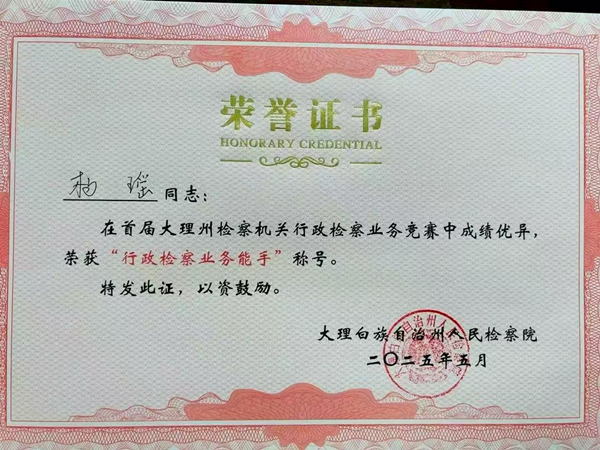 荣誉证书
HONORARY CREDENTIAL
杨 瑶 同志：
在首届大理州检察机关行政检察业务竞赛中成绩优异，
荣获“行政检察业务能手”称号。
特发此证，以资鼓励。
大理白族自治州人民检察院
二〇二五年五月